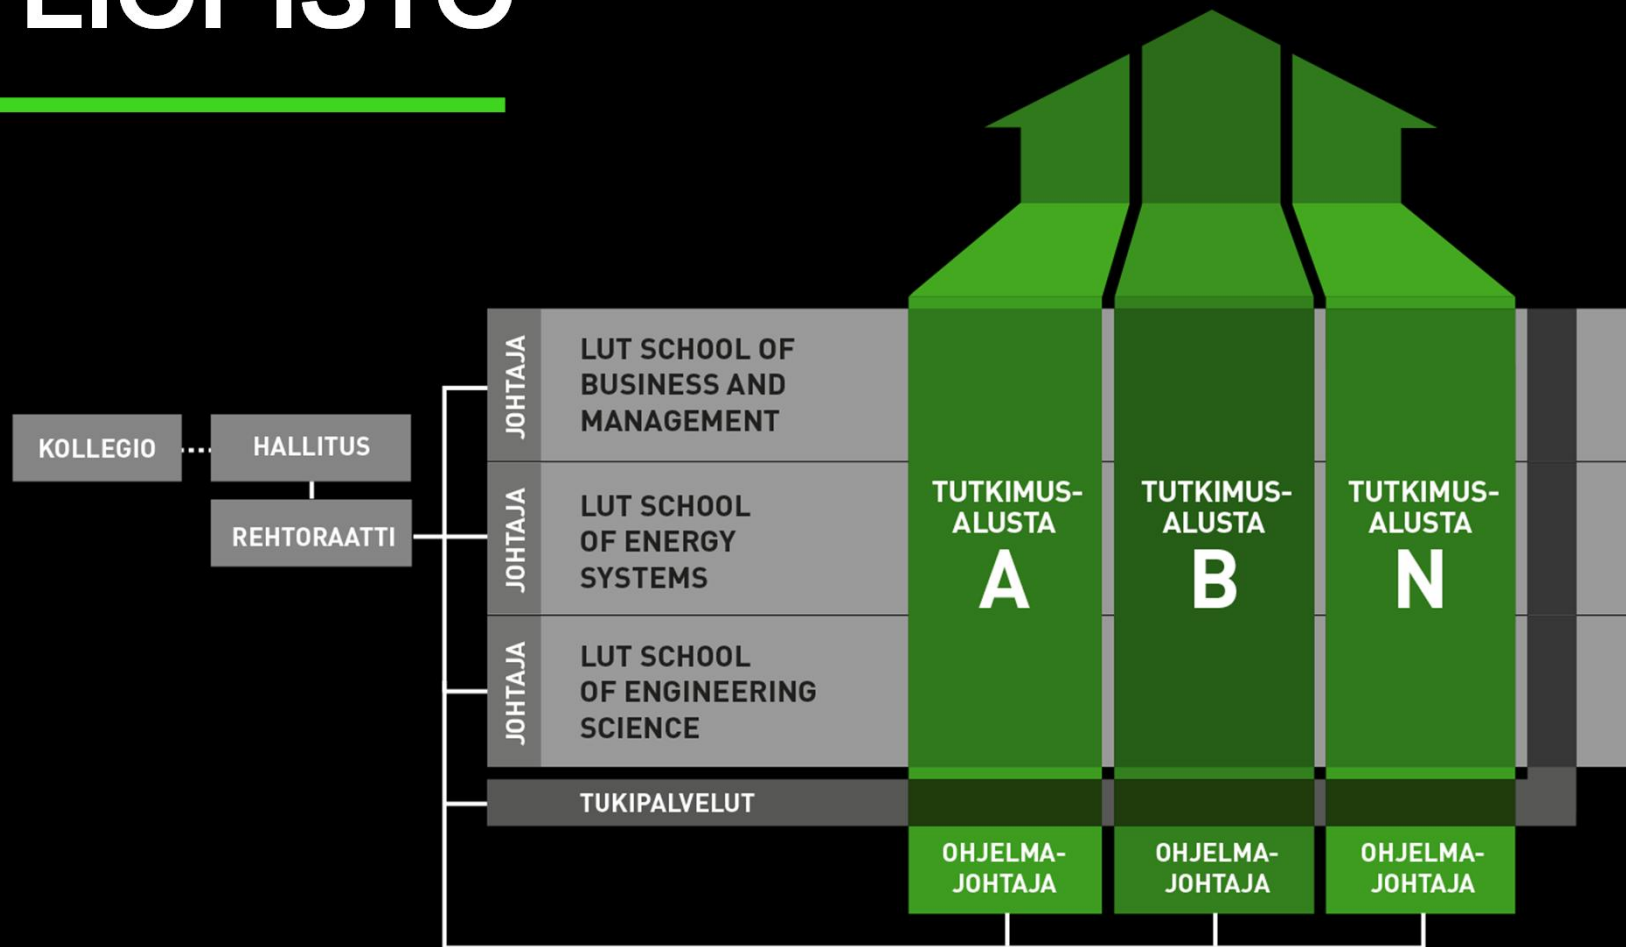 LIOPISTO
KOLLEGIO
HALLITUS
REHTORAATTI
JOHTAJA
LUT SCHOOL OF
BUSINESS AND
MANAGEMENT
JOHTAJA
LUT SCHOOL
OF ENERGY
SYSTEMS
JOHTAJA
LUT SCHOOL
OF ENGINEERING
SCIENCE
TUKIPALVELUT
TUTKIMUS-
ALUSTA
A
TUTKIMUS-
ALUSTA
B
TUTKIMUS-
ALUSTA
N
OHJELMA-
JOHTAJA
OHJELMA-
JOHTAJA
OHJELMA-
JOHTAJA